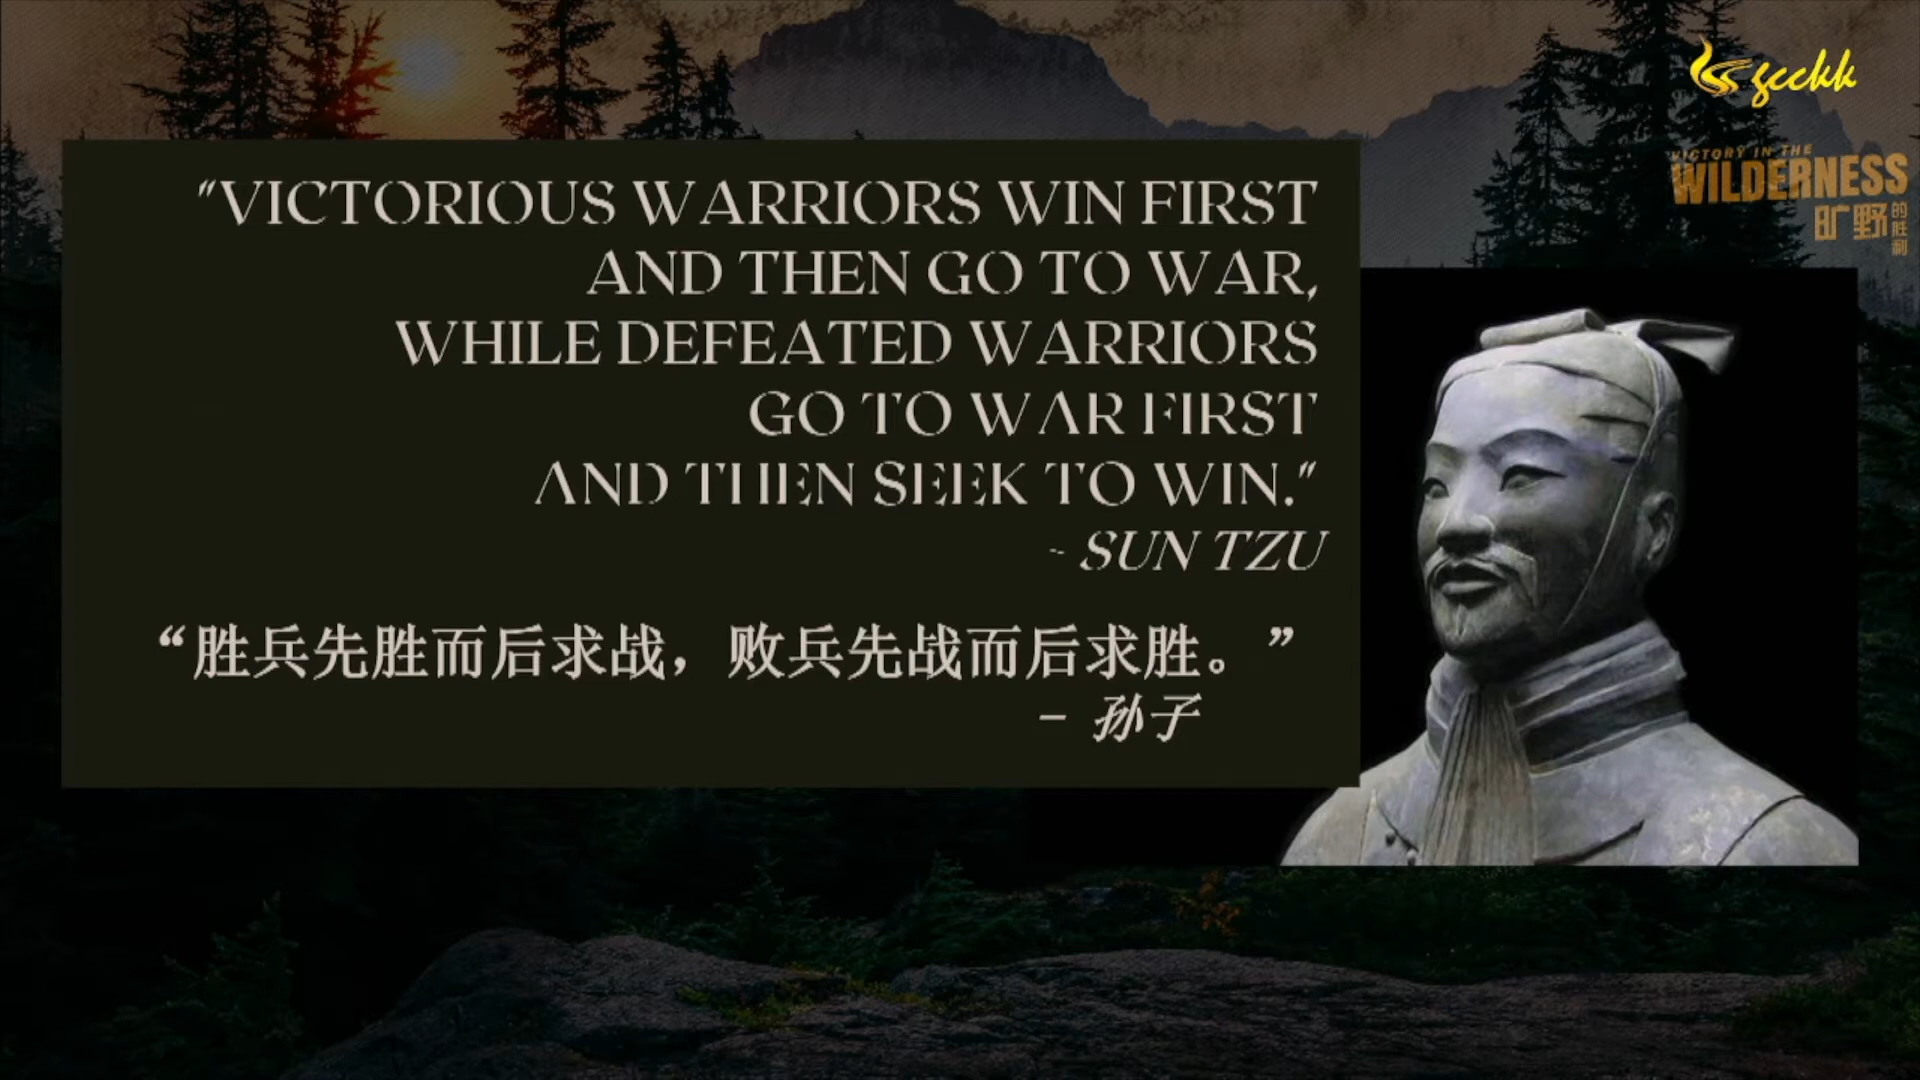 "VICTORIOUS WARRIORS WIN FIRST
AND THEN GO TO WAR,
WHILE DEFEATED WARRIORS
GO TO WAR FIRST
AND THEN SEEK TO WIN."
~ SUN TZU
“胜兵先胜而后求战，败兵先战而后求胜。”
– 孙子
gcckk
VICTORY IN THE
WILDERNESS
旷野的胜利